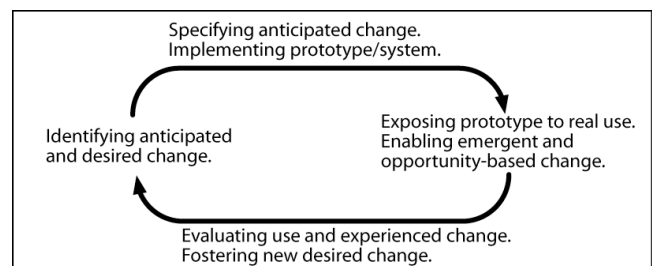 Specifying anticipated change.
Implementing prototype/system.
Identifying anticipated
and desired change.
Exposing prototype to real use.
Enabling emergent and
opportunity-based change.
Evaluating use and experienced change.
Fostering new desired change.